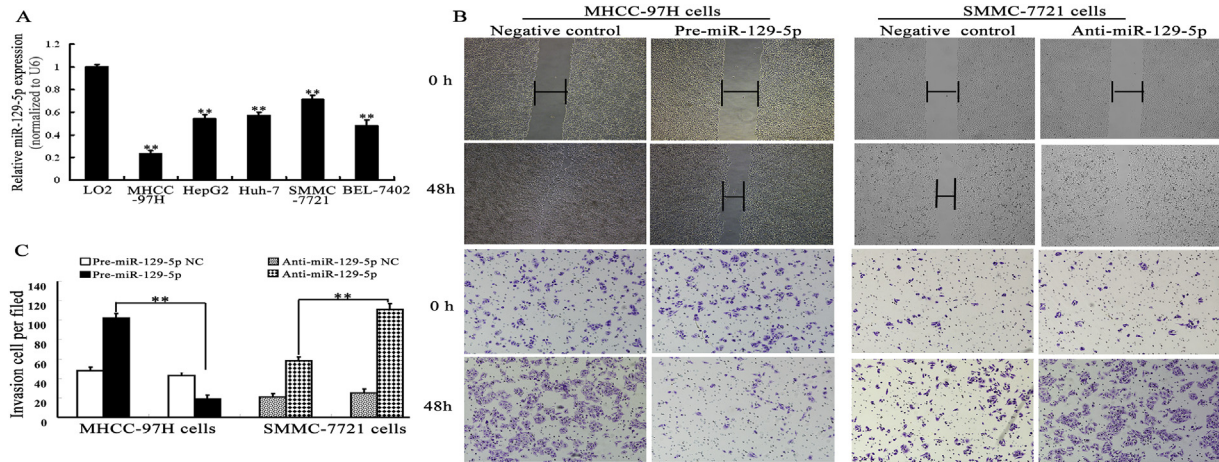 A
Relative miR-129-5p expression
(normalized to U6)
1.2
1
0.8
0.6
0.4
0.2
0
** ** ** ** **
LO2 MHCC HepG2 Huh-7 SMMC BEL-7402
-97H -7721
B
MHCC-97H cells SMMC-7721 cells
Negative control Pre-miR-129-5p Negative control Anti-miR-129-5p
0 h
48h
0 h
48h
C
Pre-miR-129-5p NC Anti-miR-129-5p NC
Pre-miR-129-5p Anti-miR-129-5p
Invasion cell per filed
140
120
100
80
60
40
20
0
** **
MHCC-97H cells SMMC-7721 cells